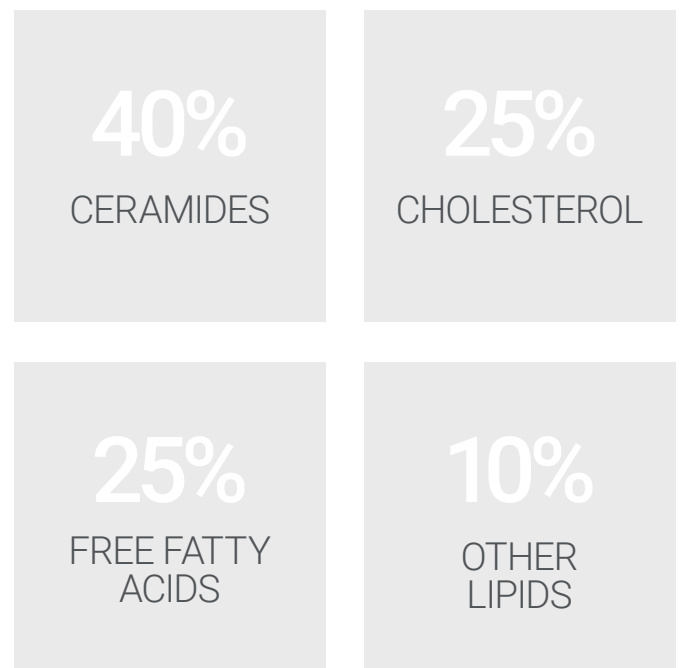 40%
CERAMIDES
25%
CHOLESTEROL
25%
FREE FATTY
ACIDS
10%
OTHER
LIPIDS